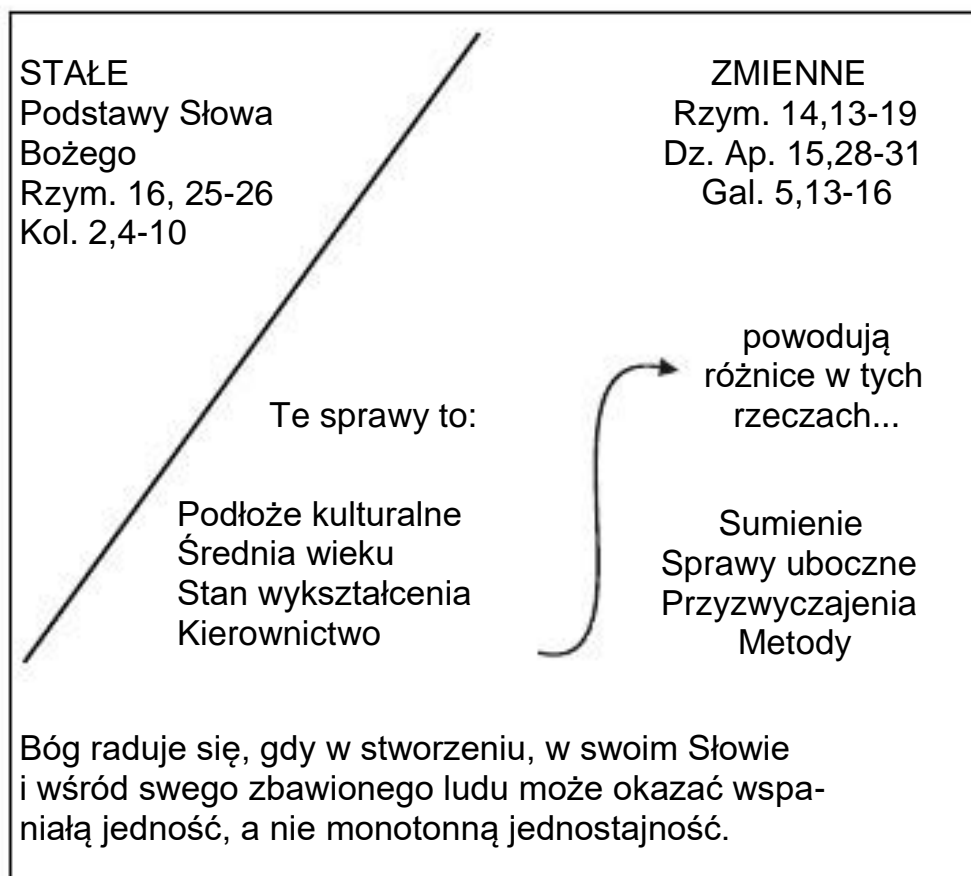 STAŁE
Podstawy Słowa
Bożego
Rzym. 16, 25-26
Kol. 2,4-10
ZMIENNE
Rzym. 14,13-19
Dz. Ap. 15,28-31
Gal. 5,13-16
Te sprawy to:
Podłoże kulturalne
Średnia wieku
Stan wykształcenia
Kierownictwo
powodują
różnice w tych
rzeczach...
Sumienie
Sprawy uboczne
Przyzwyczajenia
Metody
Bóg raduje się, gdy w stworzeniu, w swoim Słowie
i wśród swego zbawionego ludu może okazać wspa-
niałą jedność, a nie monotonną jednostajność.